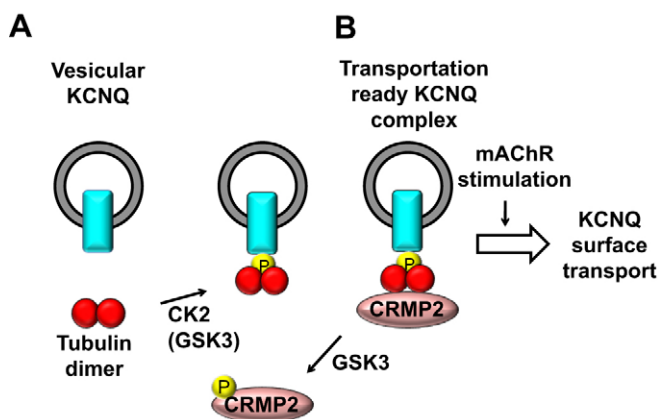 A
Vesicular
KCNQ
P
Tubulin
dimer
CK2
(GSK3)
P
CRMP2
B
Transportation
ready KCNQ
complex
P
CRMP2
GSK3
mAChR
stimulation
KCNQ
surface
transport